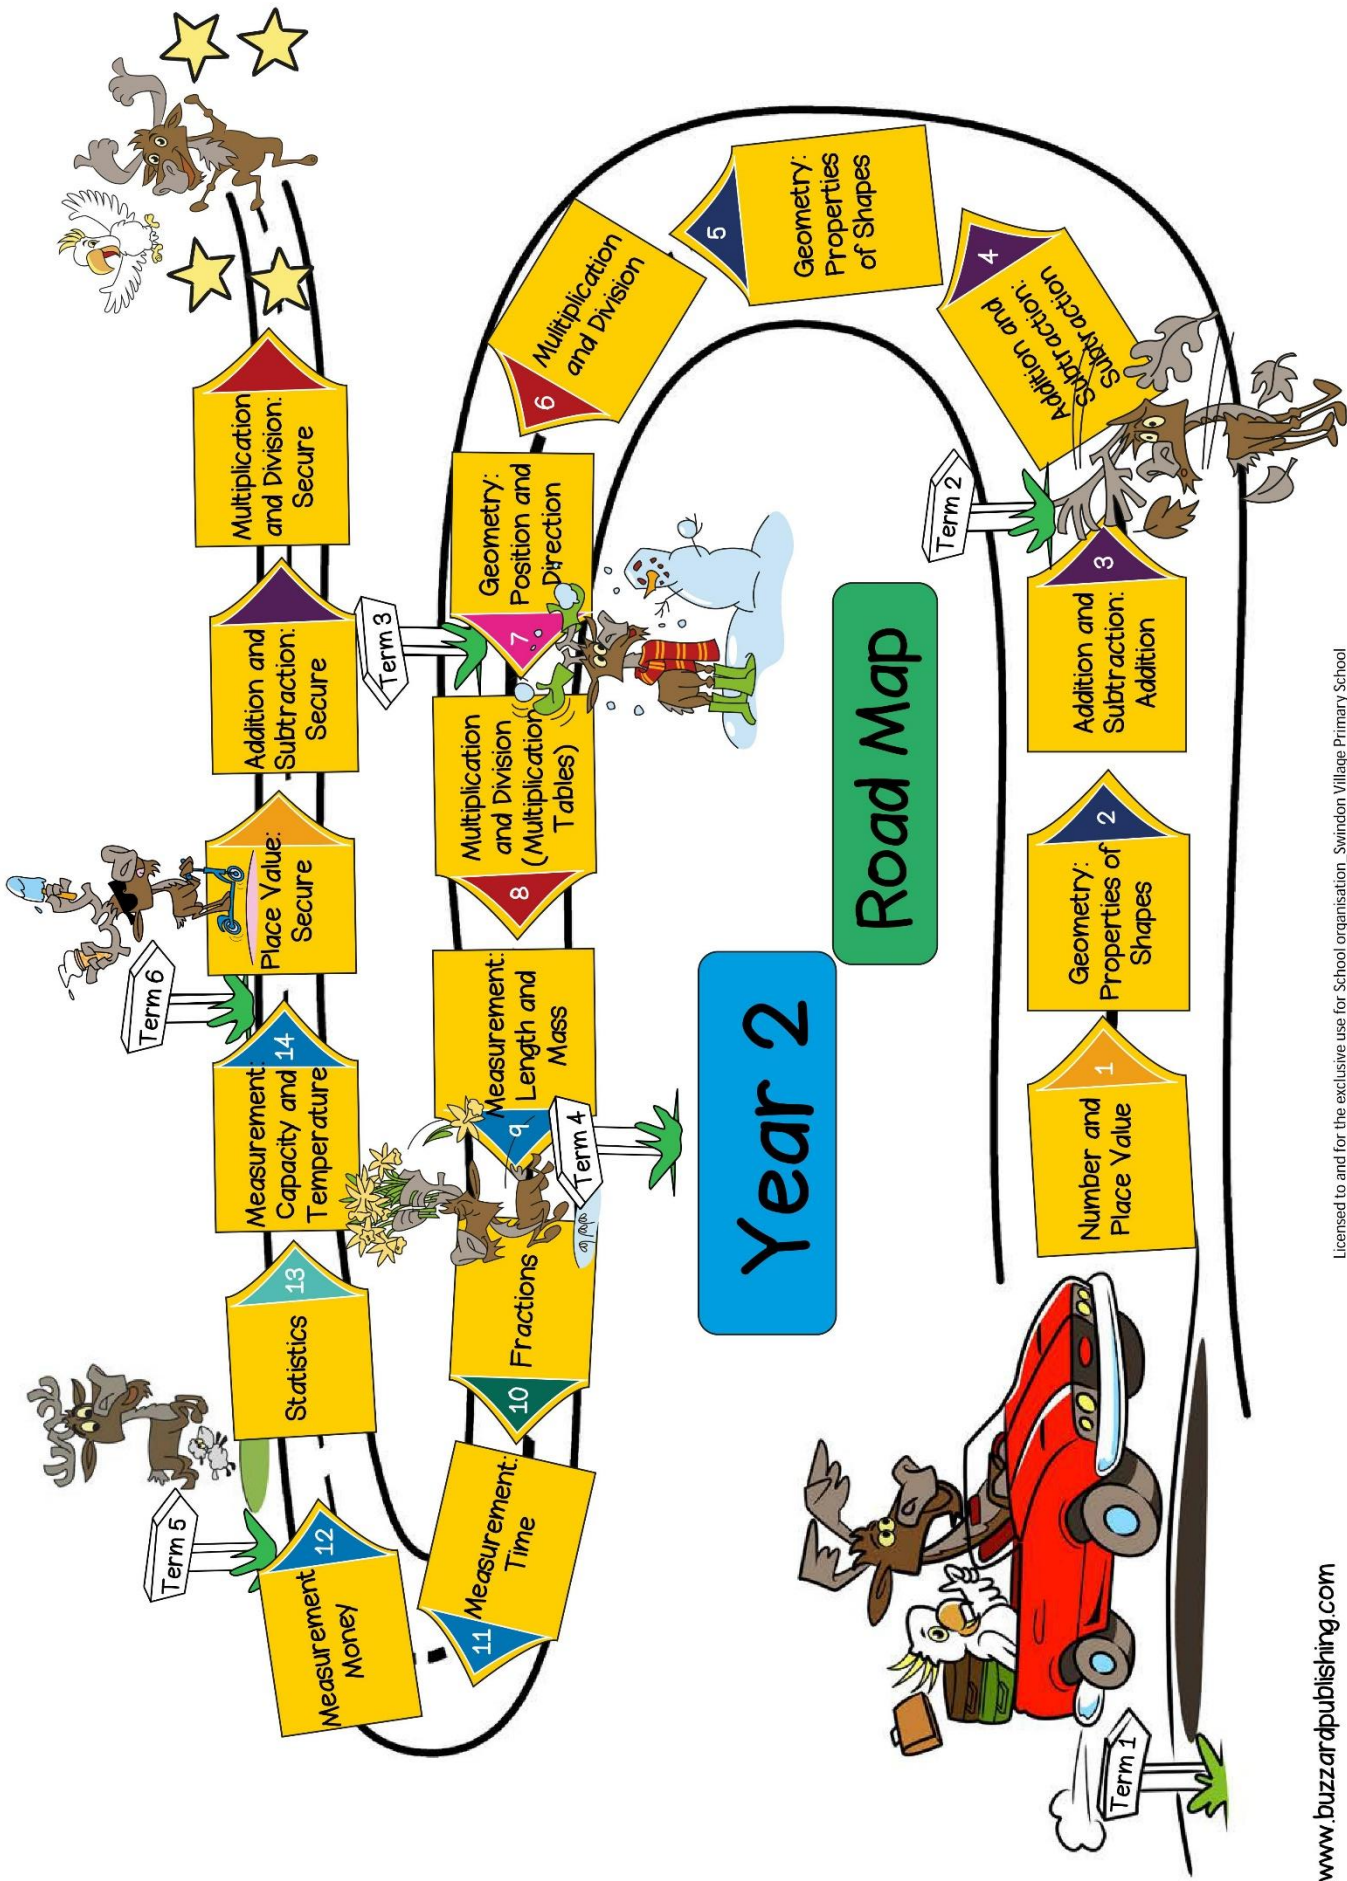 Year 2
Road Map
Term 1
Number and
Place Value
1
Geometry:
Properties of
Shapes
2
Addition and
Subtraction:
Addition
3
Term 2
Addition and
Subtraction:
Subtraction
4
Geometry:
Properties
of Shapes
5
Mulitiplication
and Division
6
Geometry:
Position and
Direction
7
Term 3
Multiplication
and Division
(Multiplication
Tables)
8
Measurement:
Length and
Mass
9
Term 4
Fractions
10
Measurement:
Time
11
Measurement
Money
12
Term 5
Statistics
13
Measurement:
Capacity and
Temperature
14
Term 6
Place Value:
Secure
Addition and
Subtraction:
Secure
Multiplication
and Division:
Secure
www.buzzardpublishing.com
Licensed to and for the exclusive use for School organisation Swindon Village Primary School